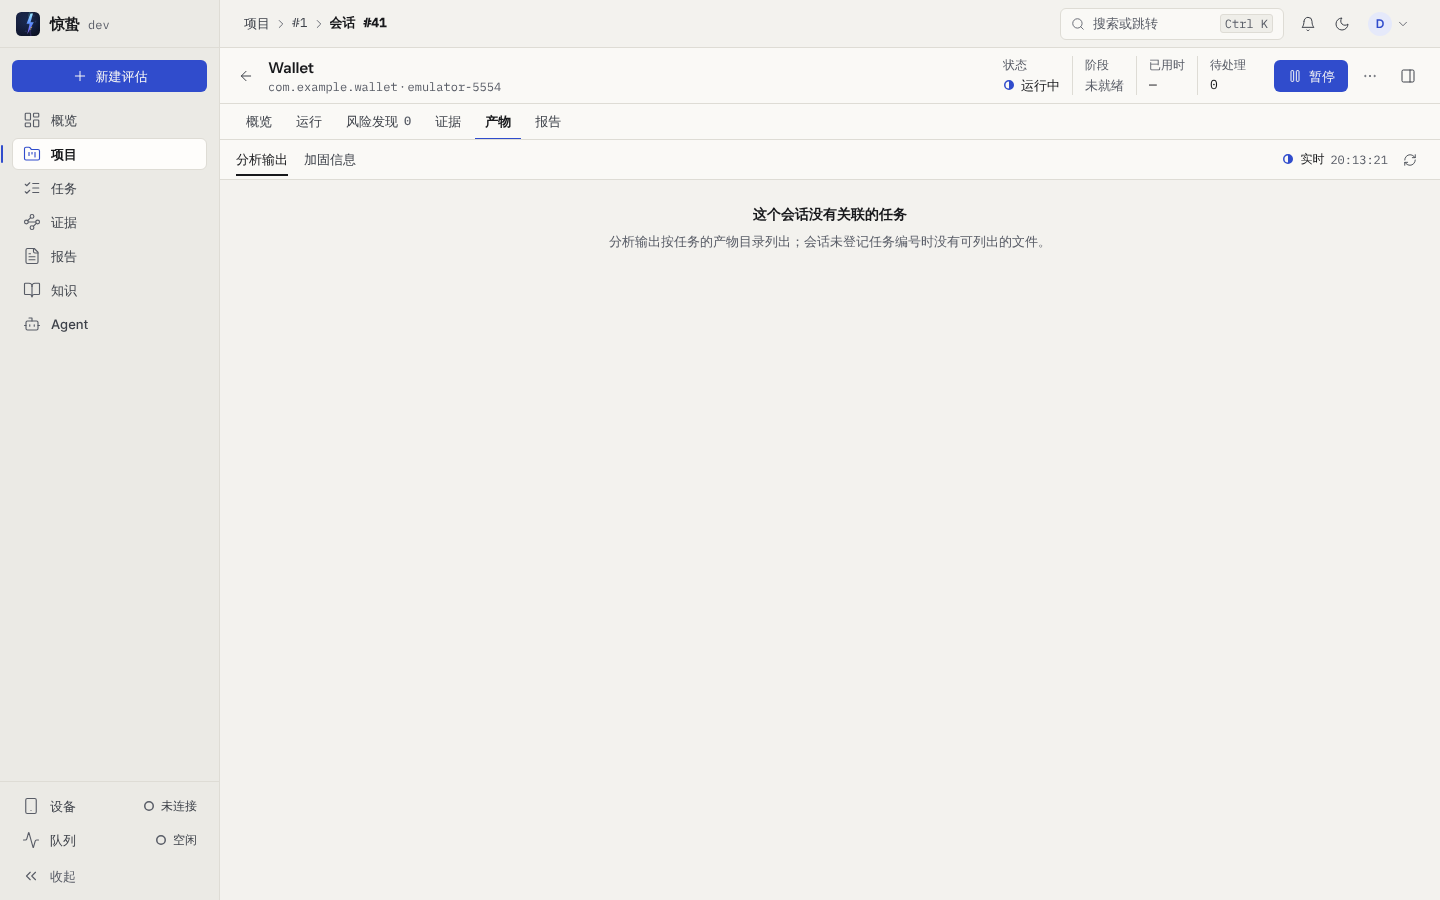 惊蛰 dev
新建评估
概览
项目
任务
证据
报告
知识
Agent
设备 未连接
队列 空闲
收起
项目 #1 会话 #41
搜索或跳转 Ctrl K
D
Wallet
com.example.wallet · emulator-5554
状态 阶段 已用时 待处理
运行中 未就绪 — 0
暂停
概览 运行 风险发现 0 证据 产物 报告
分析输出 加固信息
实时 20:13:21
这个会话没有关联的任务
分析输出按任务的产物目录列出；会话未登记任务编号时没有可列出的文件。